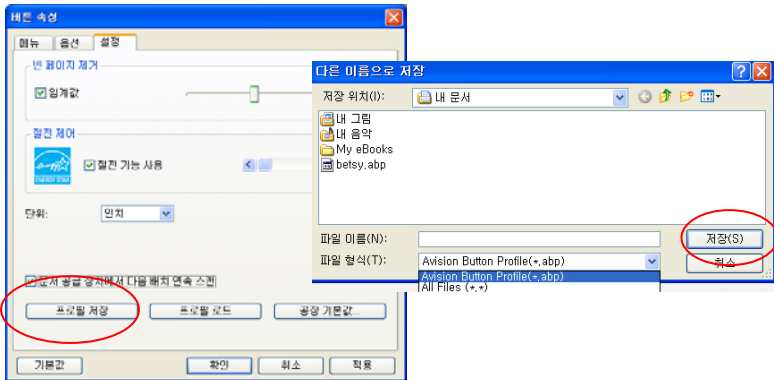 버튼 속성
메뉴
옵션
설정
빈 페이지 제거
임계값
절전 제어
ENERGY STAR
절전 기능 사용
단위:
인치
문서 공급 장치에서 다음 배치 연속 스캔
프로필 저장
프로필 로드
공장 기본값...
기본값
확인
취소
적용
다른 이름으로 저장
저장 위치(I):
내 문서
내 그림
내 음악
My eBooks
betsy.abp
파일 이름(N):
저장(S)
파일 형식(T):
Avision Button Profile(*.abp)
취소
Avision Button Profile(*.abp)
All Files (*.*)